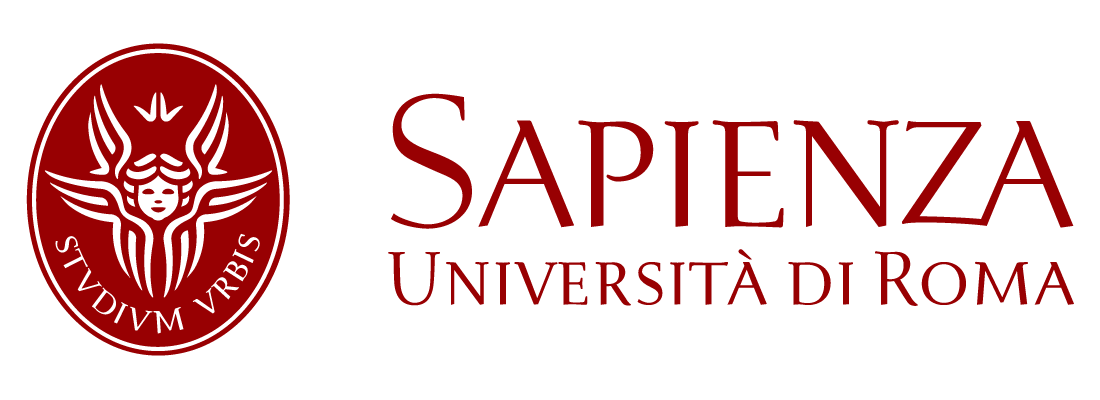 STVDIVM VRBIS
SAPIENZA
UNIVERSITÀ DI ROMA